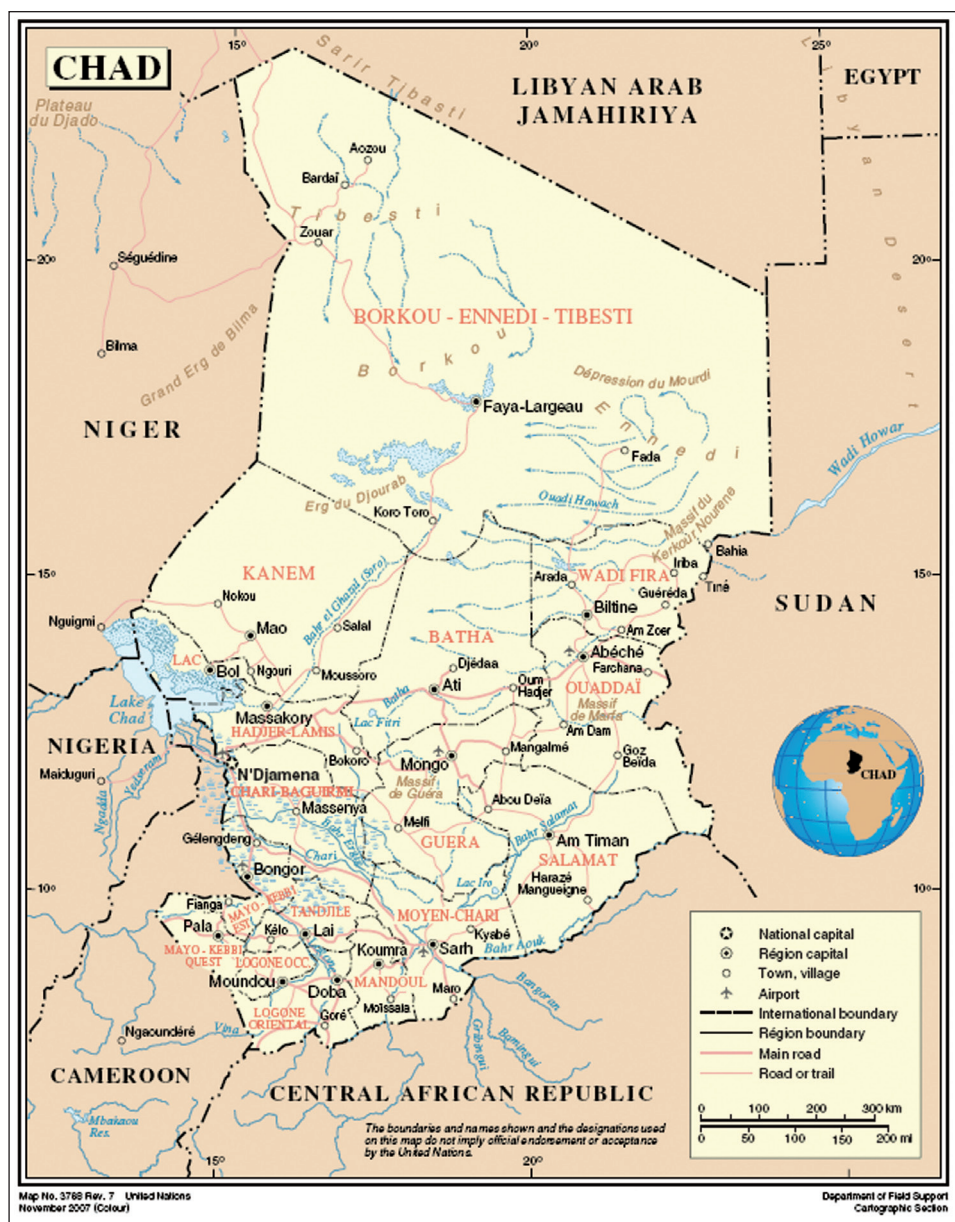 CHAD
15°
20°
25°
Sarir Tibasti
LIBYAN ARAB
JAMAHIRIYA
EGYPT
Plateau
du Djado
Libyan Desert
Aozou
Bardaï
Tibesti
Zouar
Séguédine
20°
20°
Bilma
Grand Erg de Bilma
BORKOU - ENNEDI - TIBESTI
Borkou
Dépression du Mourdi
Faya-Largeau
Ennedi
NIGER
Fada
Wadi Howar
Erg du Djourab
Ouadi Hawach
Koro Toro
Massif du
Kerkour Nourene
Bahia
15°
15°
KANEM
Bahr el Ghazal (Soro)
Arada
WADI FIRA
Iriba
Tiné
Nokou
Guéréda
SUDAN
Nguigmi
Biltine
Mao
Salal
BATHA
Am Zoer
LAC
Abéché
Bol
Ngouri
Moussoro
Djédaa
Farchana
Ati
Oum
Hadjer
OUADDAÏ
Batha
Massif
de Marfa
Lake
Chad
Massakory
Lac Fitri
HADJER-LAMIS
Am Dam
NIGERIA
Bokoro
Mongo
Mangalmé
Goz
Beïda
Maiduguri
Yedseram
Ngadda
N'Djamena
CHARI-BAGUIRMI
Massif
de Guéra
Massenya
Abou Deïa
Melfi
Bahr Salamat
Gélengdeng
Bahr Erguig
Chari
GUERA
Am Timan
SALAMAT
CHAD
Bongor
Lac Iro
Harazé
Mangueigne
10°
10°
Fianga
MAYO-KEBBI
EST
TANDJILE
MOYEN-CHARI
Pala
Kélo
Lai
Kyabé
Bahr Aouk
MAYO-KEBBI
QUEST
LOGONE OCC.
Koumra
Sarh
Moundou
Doba
MANDOUL
Maro
Moïssala
LOGONE
ORIENTAL
Goré
Bangoran
Bamingui
Gribingui
Ngaoundéré
Vina
CAMEROON
CENTRAL AFRICAN REPUBLIC
Mbakaou
Res.
National capital
Région capital
Town, village
Airport
International boundary
Région boundary
Main road
Road or trail
0 100 200 300 km
0 50 100 150 200 mi
The boundaries and names shown and the designations used
on this map do not imply official endorsement or acceptance
by the United Nations.
15°
20°
Map No. 3768 Rev. 7 United Nations
November 2007 (Colour)
Department of Field Support
Cartographic Section